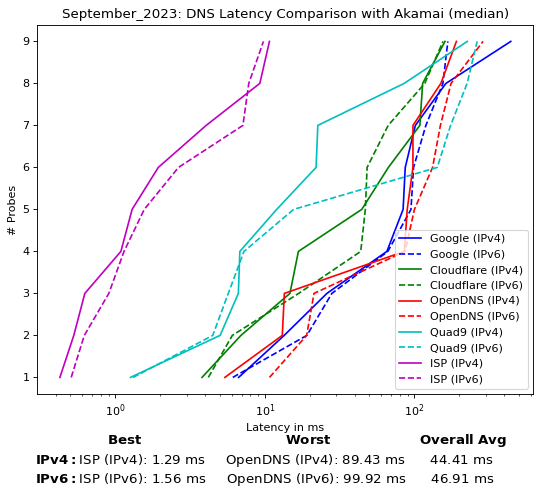 September_2023: DNS Latency Comparison with Akamai (median)
9
8
7
6
5
4
3
2
1
# Probes
10⁰ 10¹ 10²
Latency in ms
Google (IPv4)
Google (IPv6)
Cloudflare (IPv4)
Cloudflare (IPv6)
OpenDNS (IPv4)
OpenDNS (IPv6)
Quad9 (IPv4)
Quad9 (IPv6)
ISP (IPv4)
ISP (IPv6)
Best Worst Overall Avg
IPv4: ISP (IPv4): 1.29 ms OpenDNS (IPv4): 89.43 ms 44.41 ms
IPv6: ISP (IPv6): 1.56 ms OpenDNS (IPv6): 99.92 ms 46.91 ms